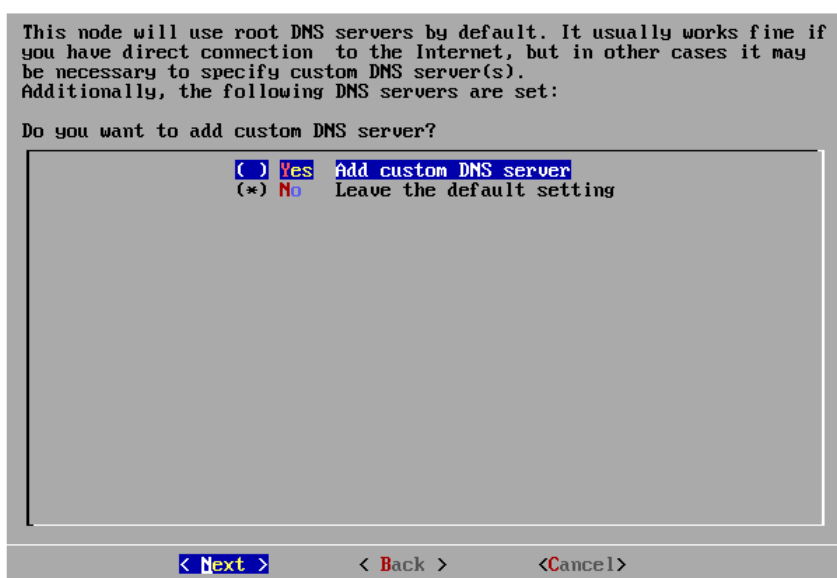 This node will use root DNS servers by default. It usually works fine if
you have direct connection  to the Internet, but in other cases it may
be necessary to specify custom DNS server(s).
Additionally, the following DNS servers are set:
Do you want to add custom DNS server?
( ) Yes  Add custom DNS server
(*) No  Leave the default setting
< Next >  < Back >  <Cancel>